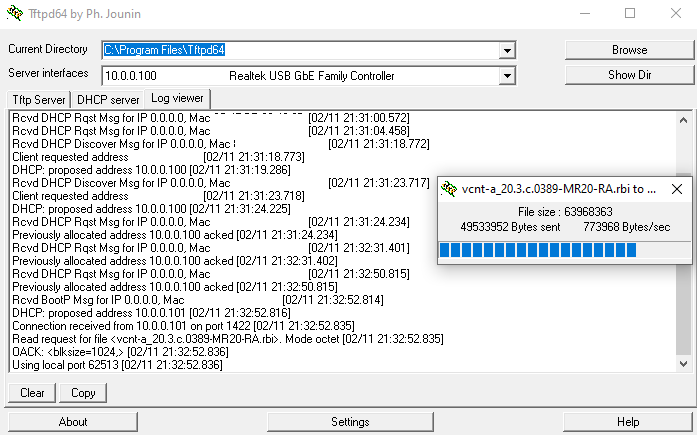 Tftpd64 by Ph. Jounin
Current Directory C:\Program Files\Tftpd64 Browse
Server interfaces 10.0.0.100 Realtek USB GbE Family Controller Show Dir
Tftp Server DHCP server Log viewer
Rcvd DHCP Rqst Msg for IP 0.0.0.0, Mac [02/11 21:31:00.572]
Rcvd DHCP Rqst Msg for IP 0.0.0.0, Mac [02/11 21:31:04.458]
Rcvd DHCP Discover Msg for IP 0.0.0.0, Mac [02/11 21:31:18.772]
Client requested address [02/11 21:31:18.773]
DHCP: proposed address 10.0.0.100 [02/11 21:31:19.286]
Rcvd DHCP Discover Msg for IP 0.0.0.0, Mac [02/11 21:31:23.717]
Client requested address [02/11 21:31:23.718]
DHCP: proposed address 10.0.0.100 [02/11 21:31:24.225]
Rcvd DHCP Rqst Msg for IP 0.0.0.0, Mac [02/11 21:31:24.234]
Previously allocated address 10.0.0.100 acked [02/11 21:31:24.234]
Rcvd DHCP Rqst Msg for IP 0.0.0.0, Mac [02/11 21:32:31.401]
Previously allocated address 10.0.0.100 acked [02/11 21:32:31.402]
Rcvd DHCP Rqst Msg for IP 0.0.0.0, Mac [02/11 21:32:50.815]
Previously allocated address 10.0.0.100 acked [02/11 21:32:50.815]
Rcvd BootP Msg for IP 0.0.0.0, Mac [02/11 21:32:52.814]
DHCP: proposed address 10.0.0.101 [02/11 21:32:52.816]
Connection received from 10.0.0.101 on port 1422 [02/11 21:32:52.835]
Read request for file <vcnt-a_20.3.c.0389-MR20-RA.rbi>. Mode octet [02/11 21:32:52.835]
OACK: <blksize=1024,> [02/11 21:32:52.836]
Using local port 62513 [02/11 21:32:52.836]
vcnt-a_20.3.c.0389-MR20-RA.rbi to ...
File size : 63968363
49533952 Bytes sent 773968 Bytes/sec
Clear Copy
About Settings Help